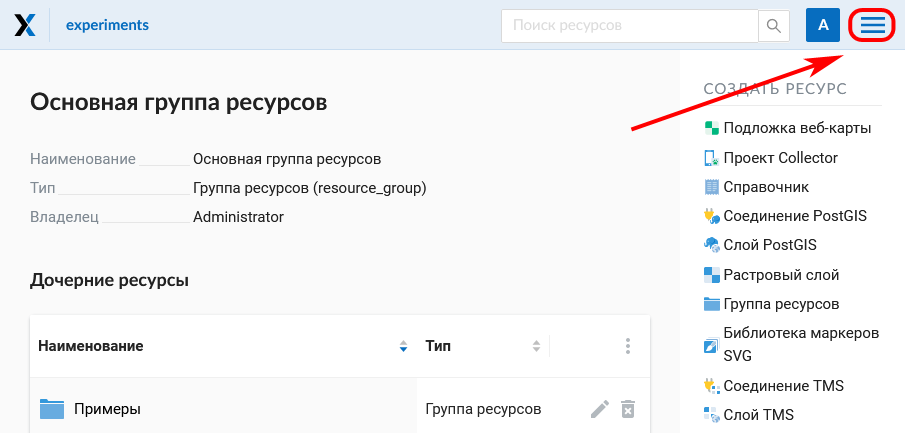 experiments
Поиск ресурсов
A
Основная группа ресурсов
Наименование Основная группа ресурсов
Тип Группа ресурсов (resource_group)
Владелец Administrator
Дочерние ресурсы
Наименование Тип
Примеры Группа ресурсов
СОЗДАТЬ РЕСУРС
Подложка веб-карты
Проект Collector
Справочник
Соединение PostGIS
Слой PostGIS
Растровый слой
Группа ресурсов
Библиотека маркеров
SVG
Соединение TMS
Слой TMS